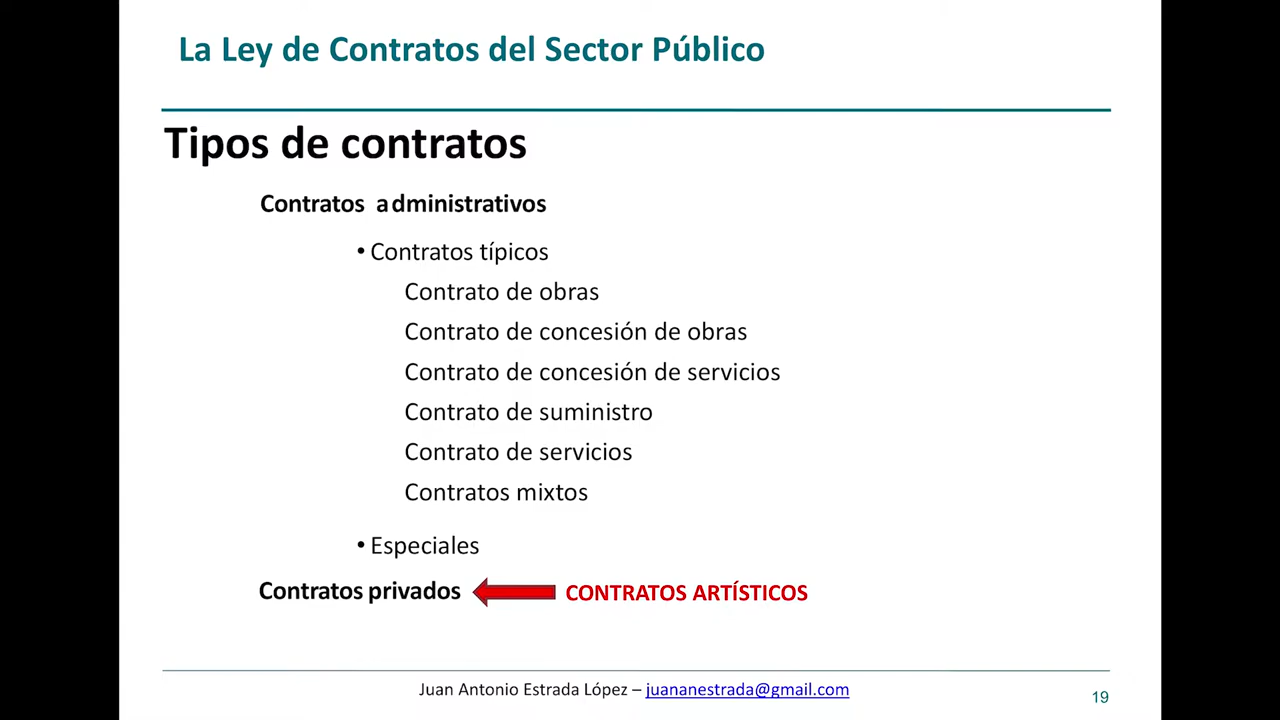 La Ley de Contratos del Sector Público
Tipos de contratos
Contratos administrativos
• Contratos típicos
Contrato de obras
Contrato de concesión de obras
Contrato de concesión de servicios
Contrato de suministro
Contrato de servicios
Contratos mixtos
• Especiales
Contratos privados CONTRATOS ARTÍSTICOS
Juan Antonio Estrada López – juananestrada@gmail.com
19